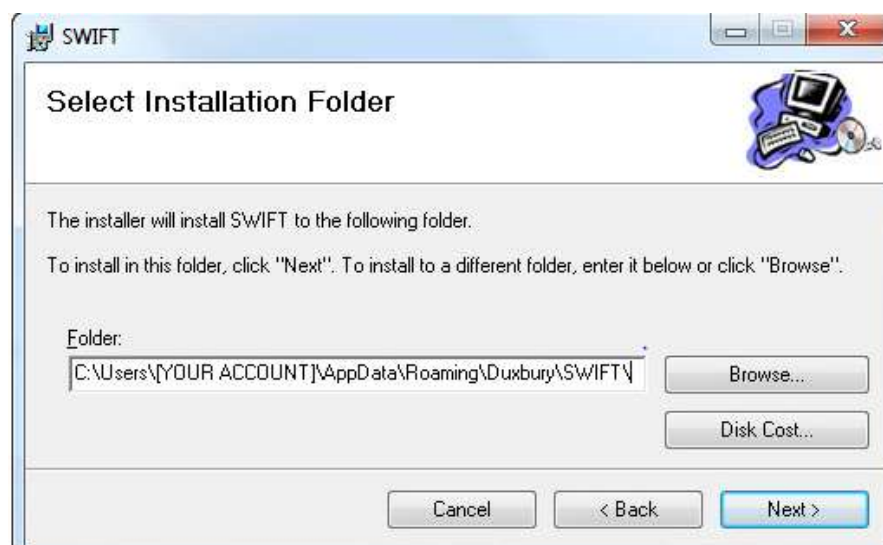 SWIFT
Select Installation Folder
The installer will install SWIFT to the following folder.
To install in this folder, click "Next". To install to a different folder, enter it below or click "Browse".
Folder:
C:\Users\[YOUR ACCOUNT]\AppData\Roaming\Duxbury\SWIFT\
Browse...
Disk Cost...
Cancel
< Back
Next >